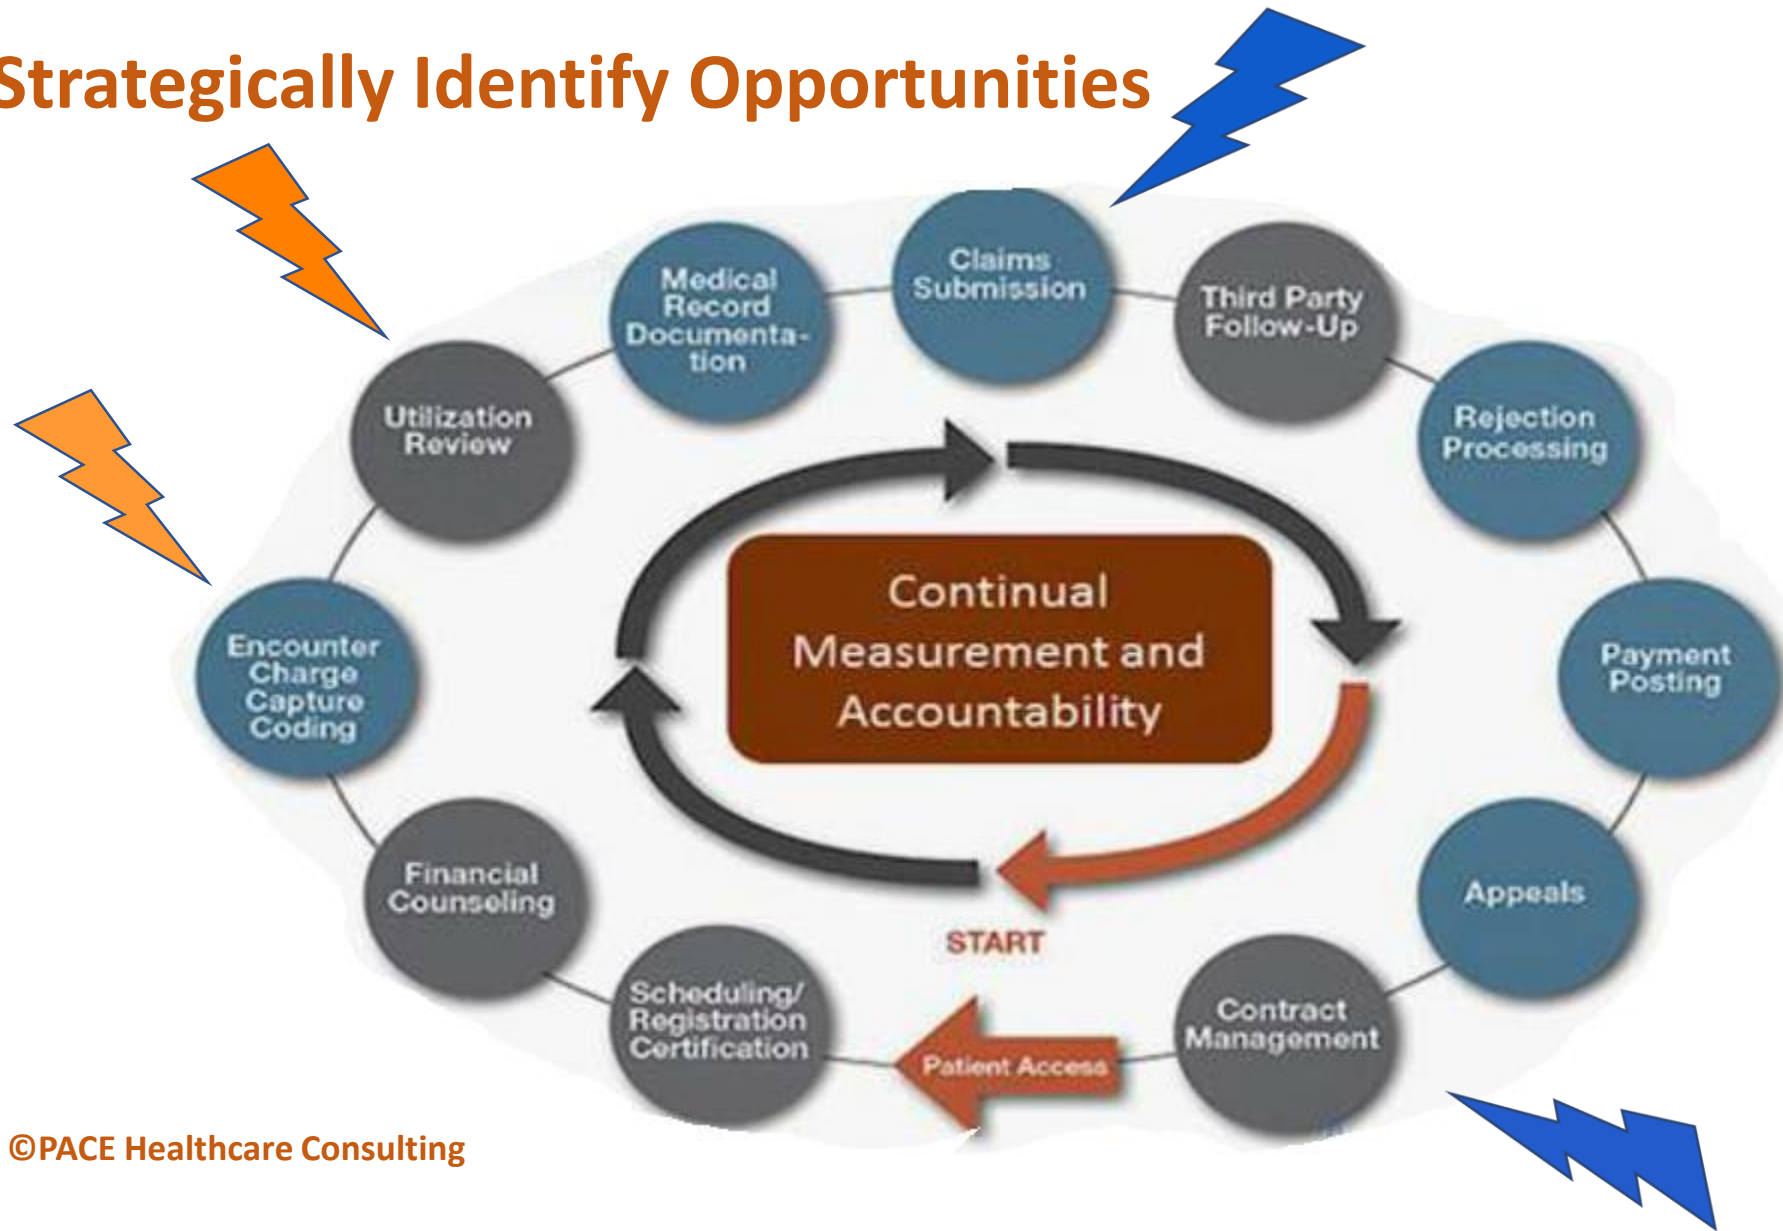 Strategically Identify Opportunities
Claims
Submission
Medical
Record
Documenta-
tion
Third Party
Follow-Up
Utilization
Review
Rejection
Processing
Continual
Measurement and
Accountability
Encounter
Charge
Capture
Coding
Payment
Posting
Financial
Counseling
Appeals
START
Scheduling/
Registration
Certification
Patient Access
Contract
Management
©PACE Healthcare Consulting